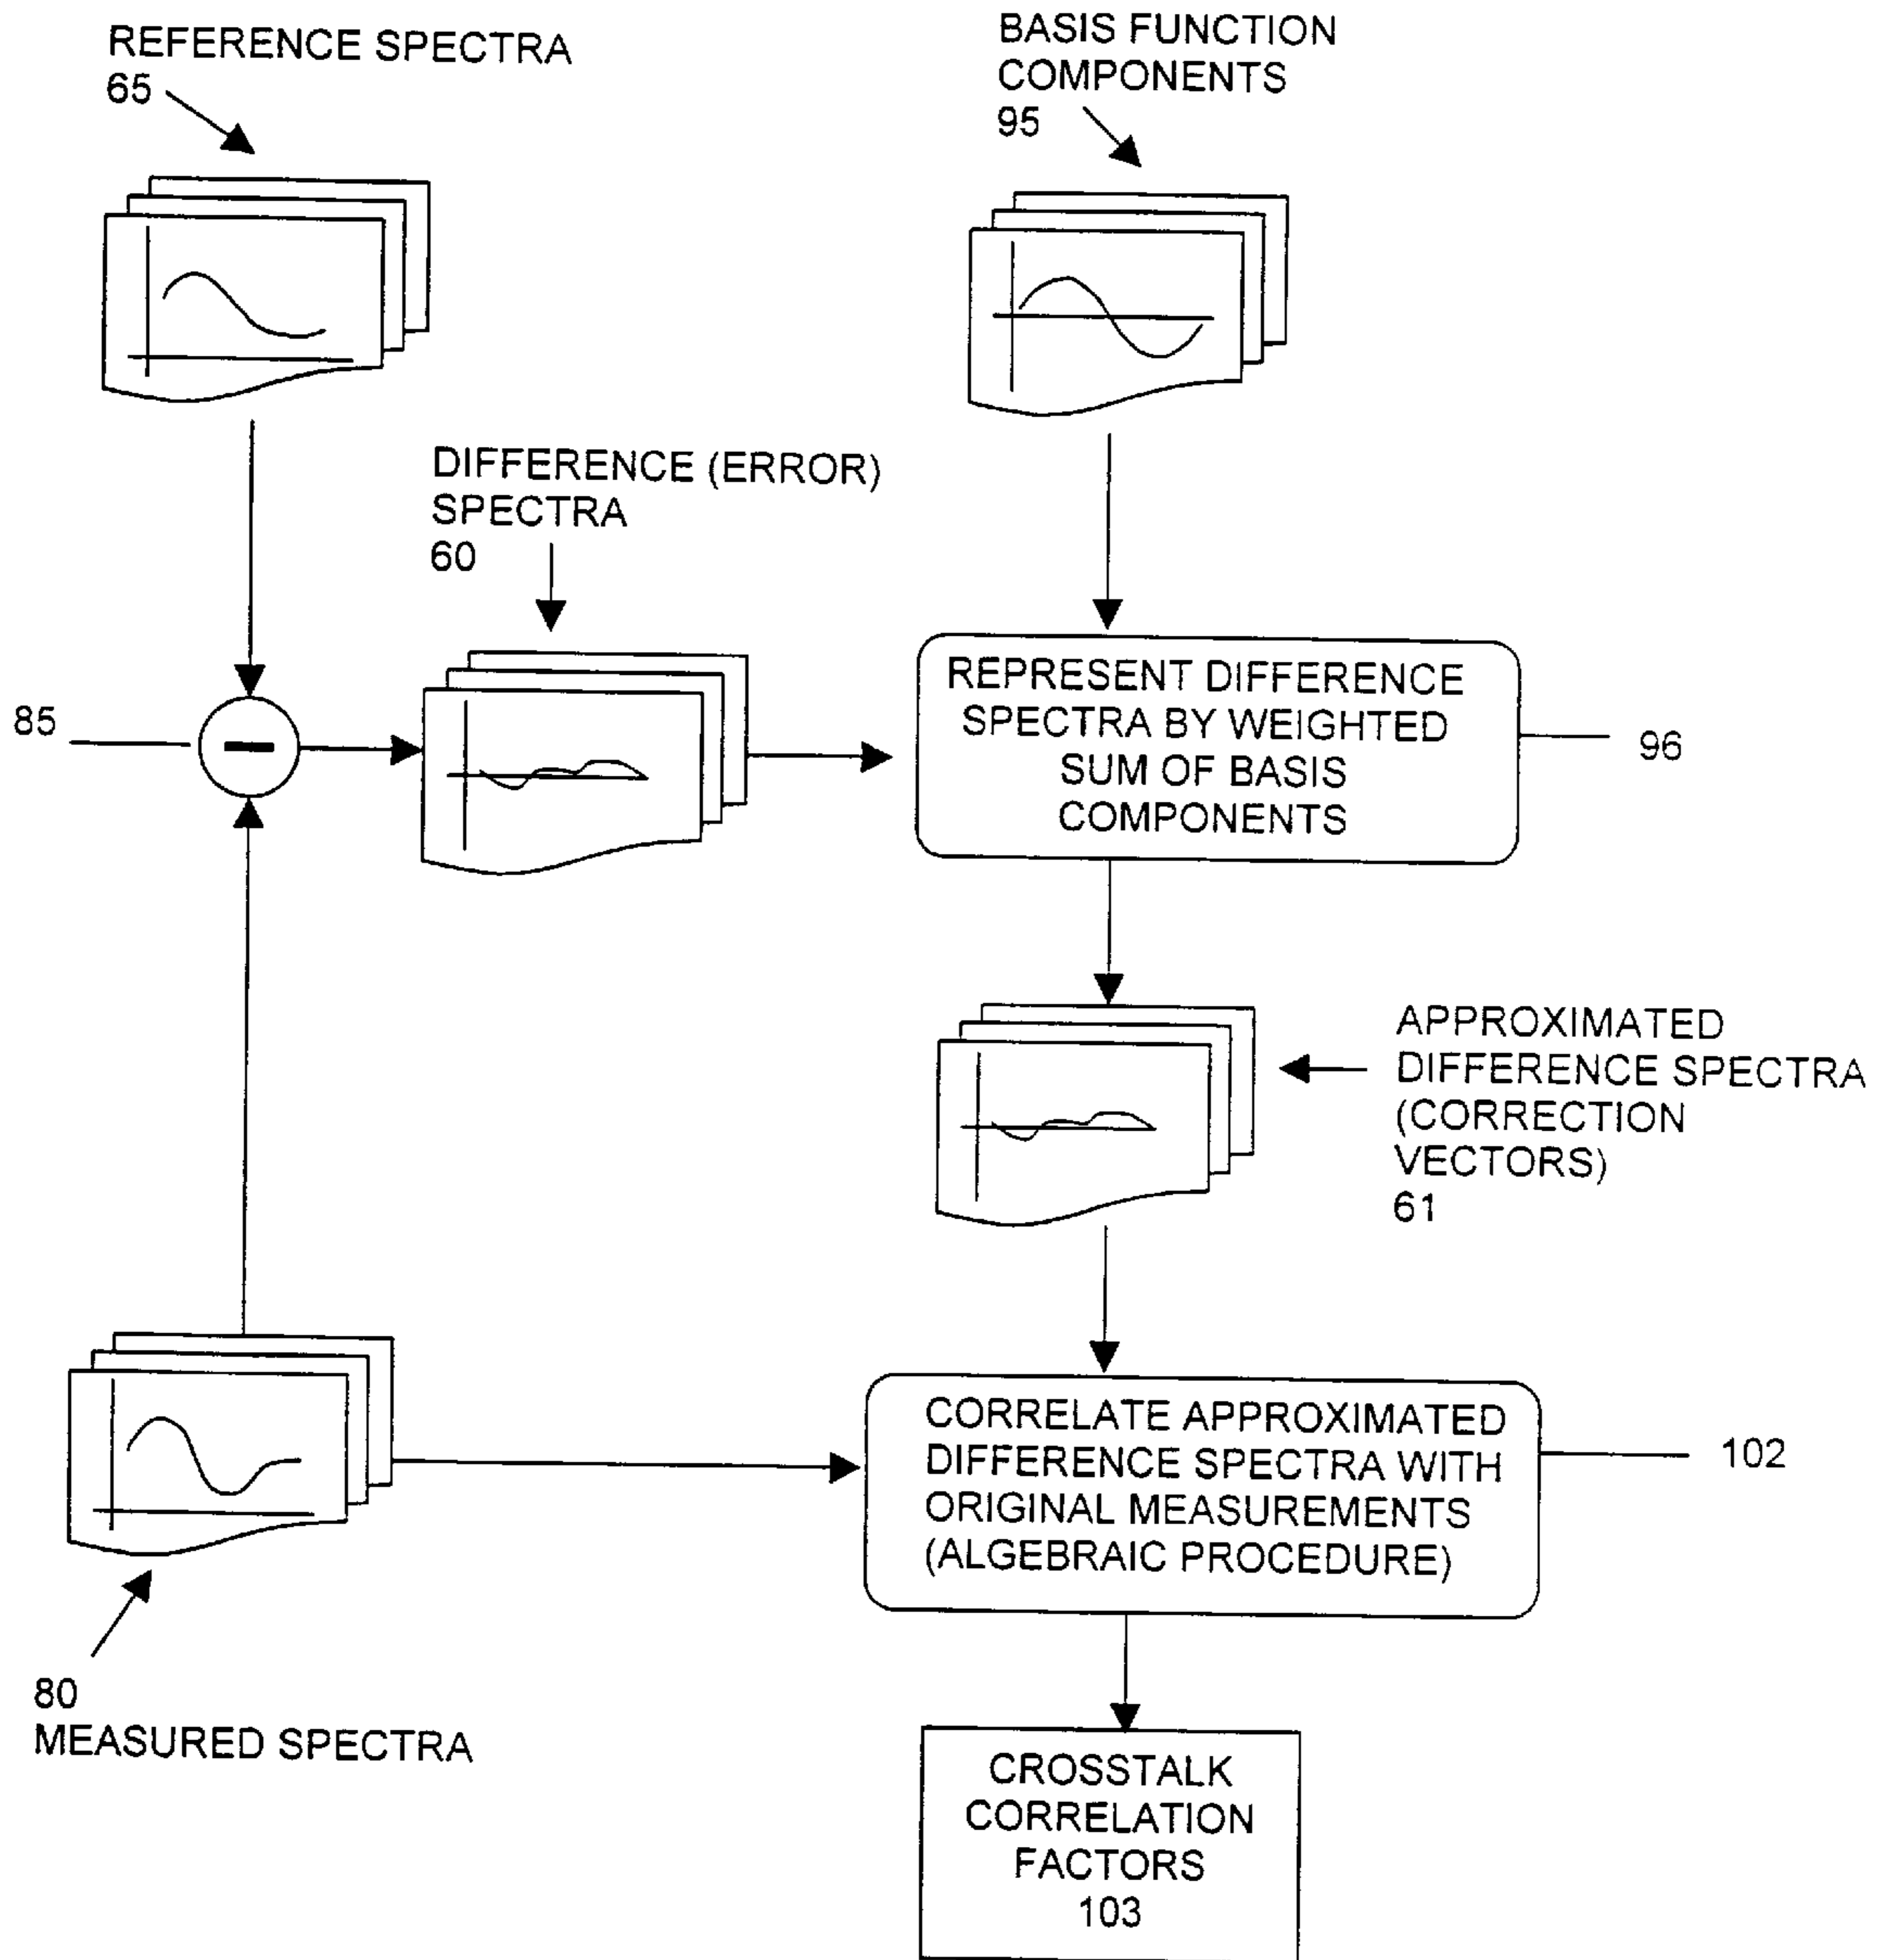 REFERENCE SPECTRA
65
BASIS FUNCTION
COMPONENTS
95
DIFFERENCE (ERROR)
SPECTRA
60
85
REPRESENT DIFFERENCE
SPECTRA BY WEIGHTED
SUM OF BASIS
COMPONENTS
96
APPROXIMATED
DIFFERENCE SPECTRA
(CORRECTION
VECTORS)
61
CORRELATE APPROXIMATED
DIFFERENCE SPECTRA WITH
ORIGINAL MEASUREMENTS
(ALGEBRAIC PROCEDURE)
102
80
MEASURED SPECTRA
CROSSTALK
CORRELATION
FACTORS
103